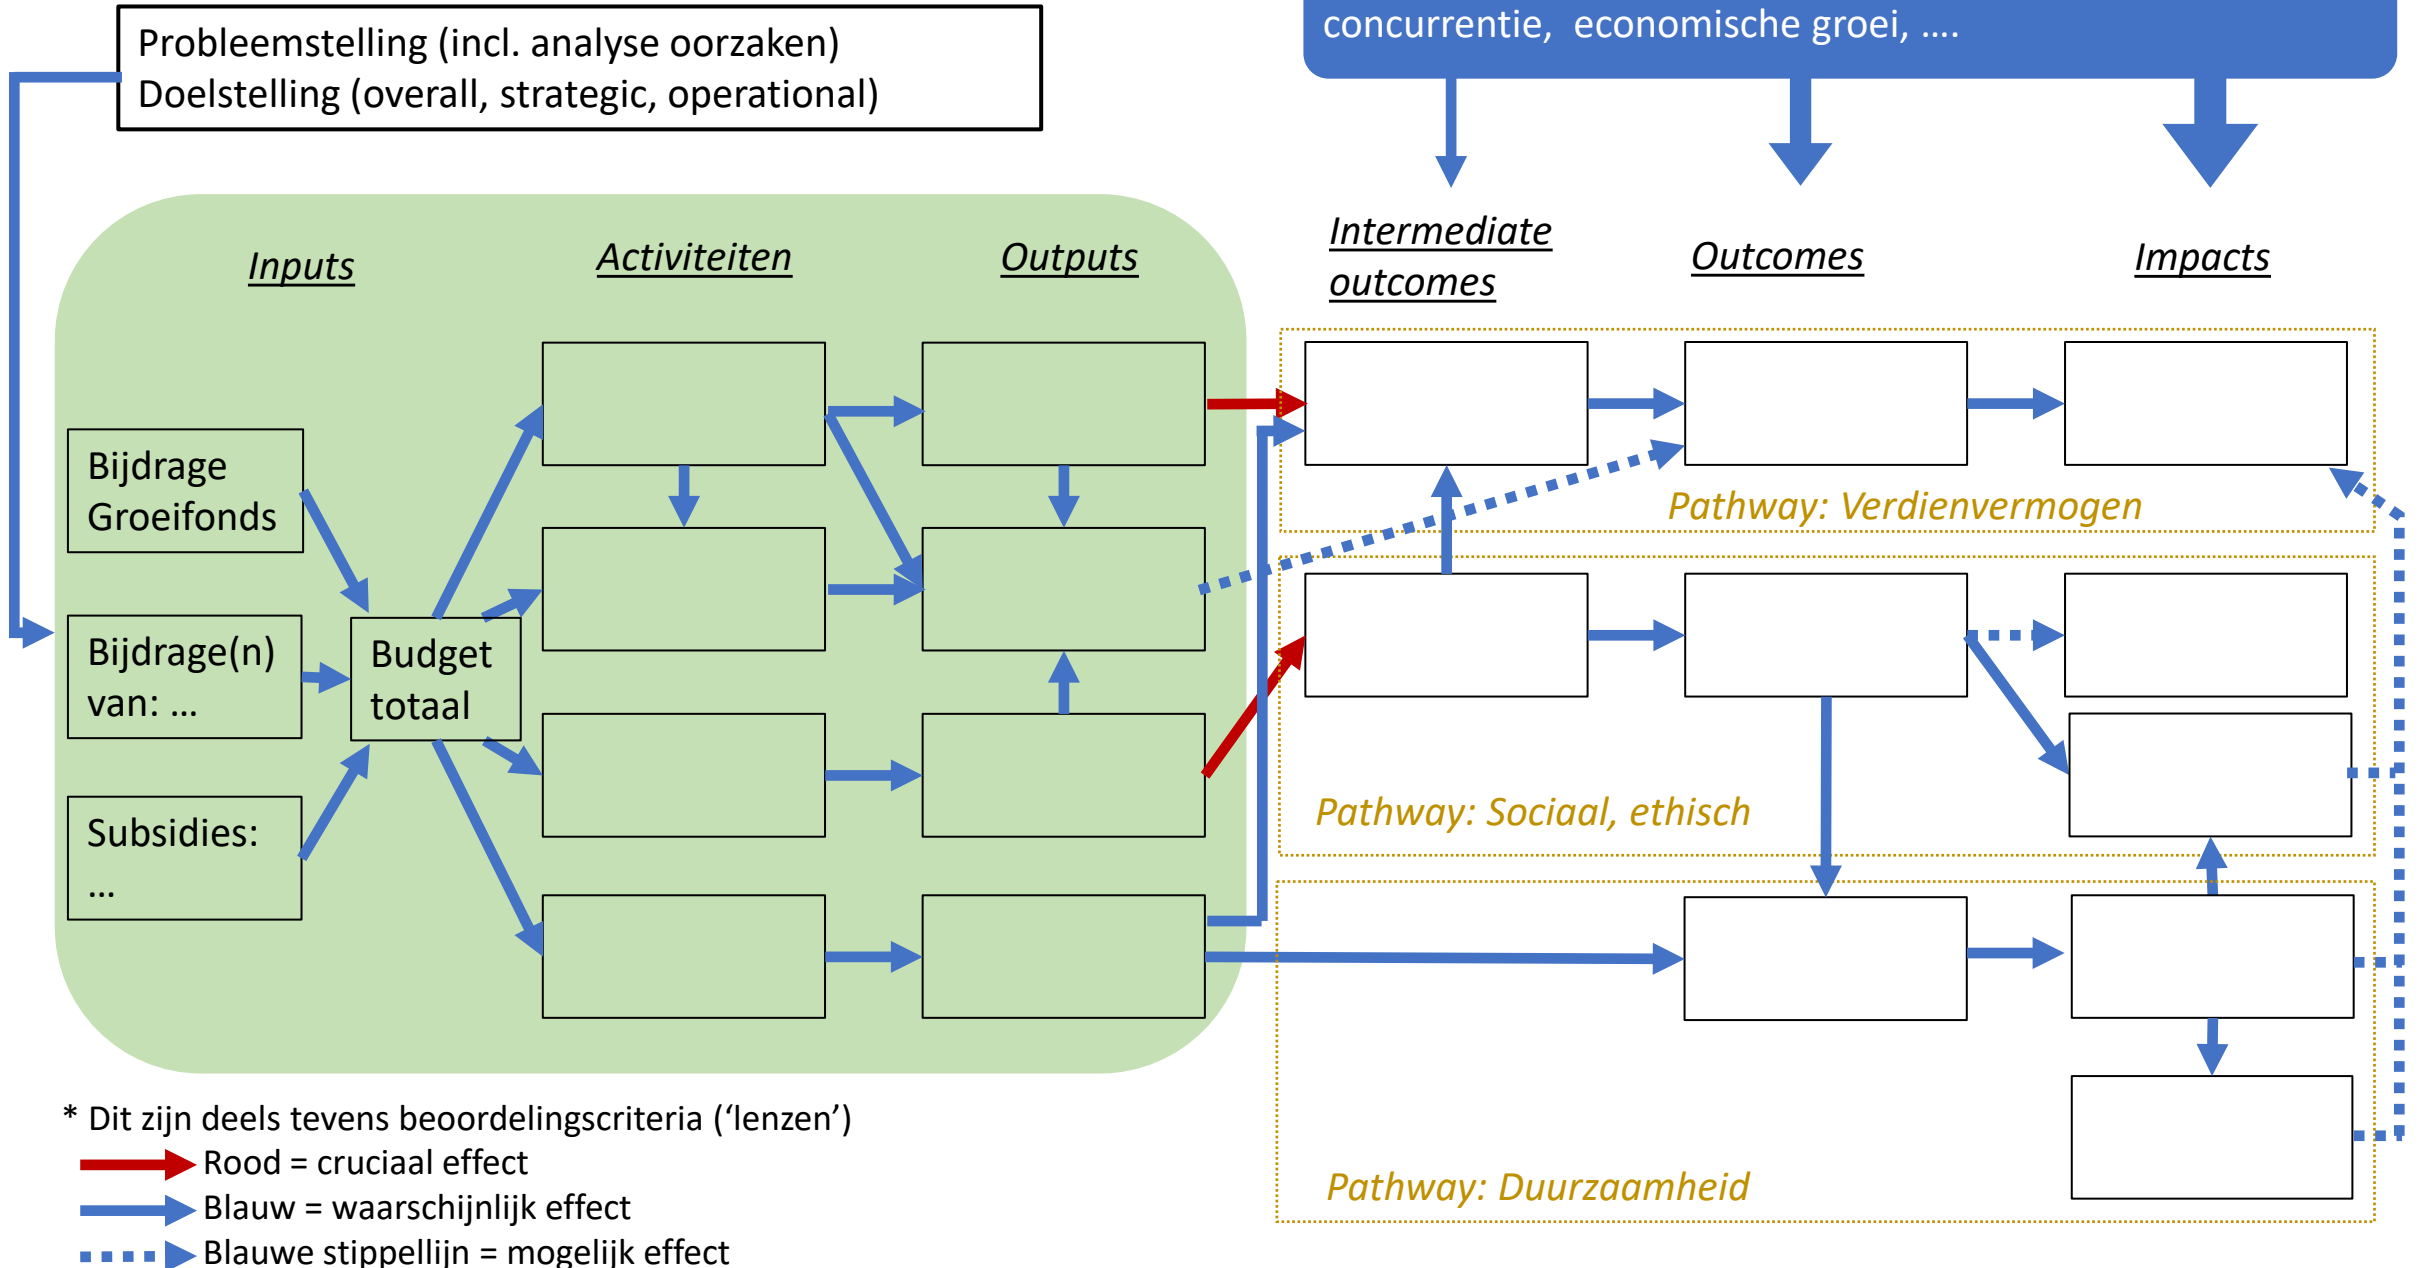 Probleemstelling (incl. analyse oorzaken)
Doelstelling (overall, strategic, operational)
concurrentie,  economische groei, ....
Inputs
Activiteiten
Outputs
Intermediate
outcomes
Outcomes
Impacts
Bijdrage
Groeifonds
Bijdrage(n)
van: ...
Subsidies:
...
Budget
totaal
Pathway: Verdienvermogen
Pathway: Sociaal, ethisch
Pathway: Duurzaamheid
* Dit zijn deels tevens beoordelingscriteria (‘lenzen’)
Rood = cruciaal effect
Blauw = waarschijnlijk effect
Blauwe stippellijn = mogelijk effect